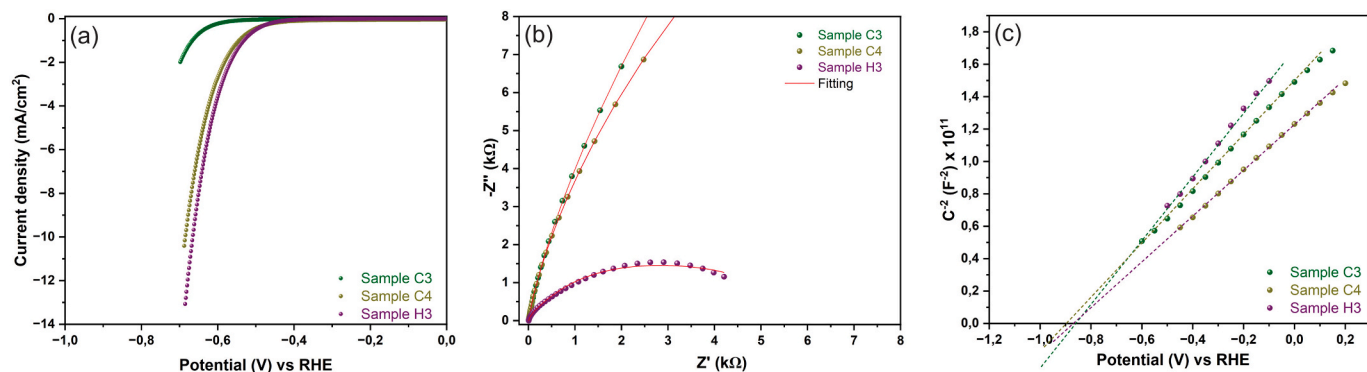 (a)
0
−2
−4
−6
−8
−10
−12
−14
−1,0
−0,8
−0,6
−0,4
−0,2
0,0
Current density (mA/cm²)
Potential (V) vs RHE
Sample C3
Sample C4
Sample H3
(b)
8
7
6
5
4
3
2
1
0
0
1
2
3
4
5
6
7
8
-Z'' (kΩ)
Z' (kΩ)
Sample C3
Sample C4
Sample H3
Fitting
(c)
1,8
1,6
1,4
1,2
1,0
0,8
0,6
0,4
0,2
0,0
−1,2
−1,0
−0,8
−0,6
−0,4
−0,2
0,0
0,2
C⁻² (F⁻²) x 10¹¹
Potential (V) vs RHE
Sample C3
Sample C4
Sample H3